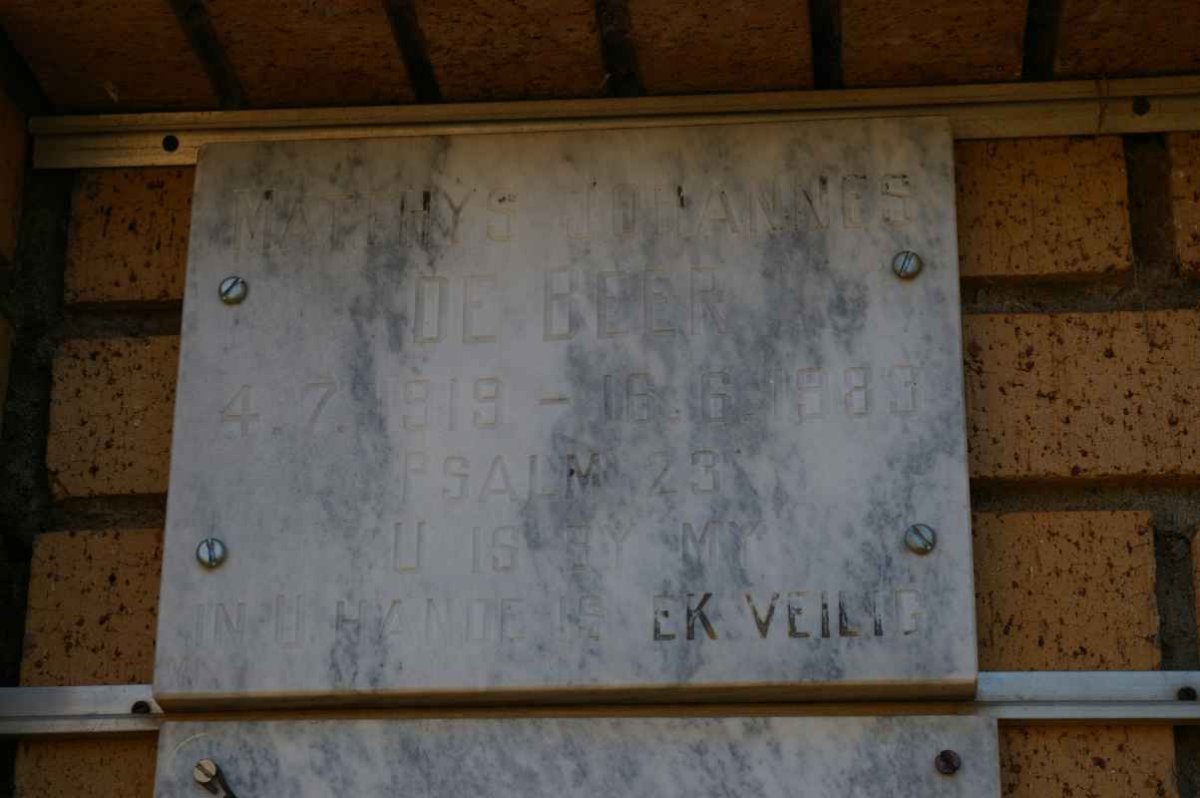 MATTHYS JOHANNES
DE BEER
4.7.1919 - 16.6.1983
PSALM 23
U IS BY MY
IN U HANDE IS EK VEILIG